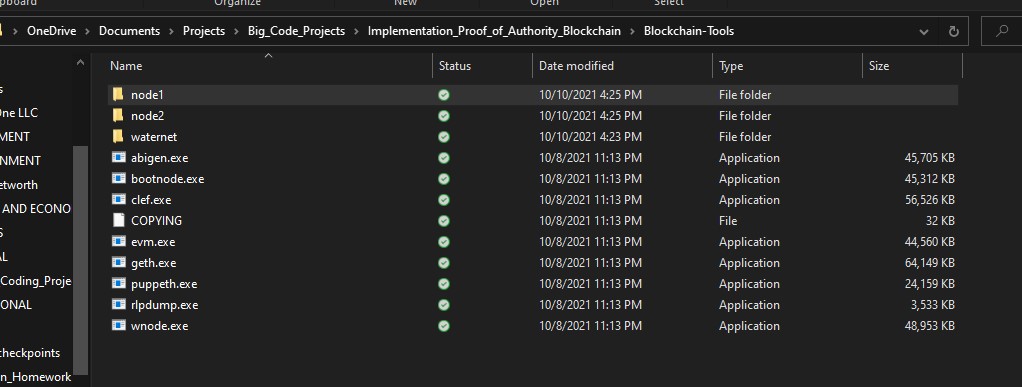 pboard Organize New Open Select
OneDrive > Documents > Projects > Big_Code_Projects > Implementation_Proof_of_Authority_Blockchain > Blockchain-Tools
Name Status Date modified Type Size
s
One LLC
MENT
NMENT
etworth
AND ECONO
S
AL
Coding_Proje
ONAL
checkpoints
n_Homework
node1 10/10/2021 4:25 PM File folder
node2 10/10/2021 4:25 PM File folder
waternet 10/10/2021 4:23 PM File folder
abigen.exe 10/8/2021 11:13 PM Application 45,705 KB
bootnode.exe 10/8/2021 11:13 PM Application 45,312 KB
clef.exe 10/8/2021 11:13 PM Application 56,526 KB
COPYING 10/8/2021 11:13 PM File 32 KB
evm.exe 10/8/2021 11:13 PM Application 44,560 KB
geth.exe 10/8/2021 11:13 PM Application 64,149 KB
puppeth.exe 10/8/2021 11:13 PM Application 24,159 KB
rlpdump.exe 10/8/2021 11:13 PM Application 3,533 KB
wnode.exe 10/8/2021 11:13 PM Application 48,953 KB